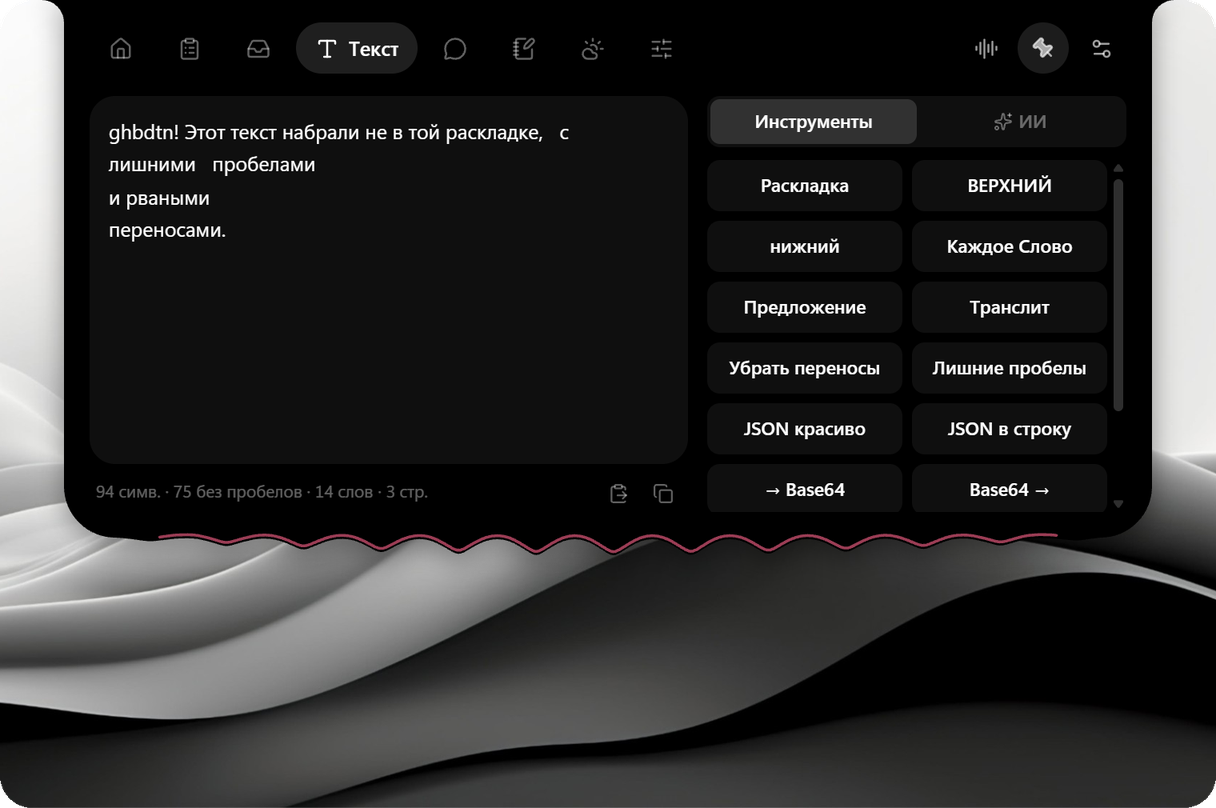 Текст
ghbdtn! Этот текст набрали не в той раскладке,   с
лишними   пробелами
и рваными
переносами.
94 симв. · 75 без пробелов · 14 слов · 3 стр.
Инструменты
ИИ
Раскладка
ВЕРХНИЙ
нижний
Каждое Слово
Предложение
Транслит
Убрать переносы
Лишние пробелы
JSON красиво
JSON в строку
→ Base64
Base64 →